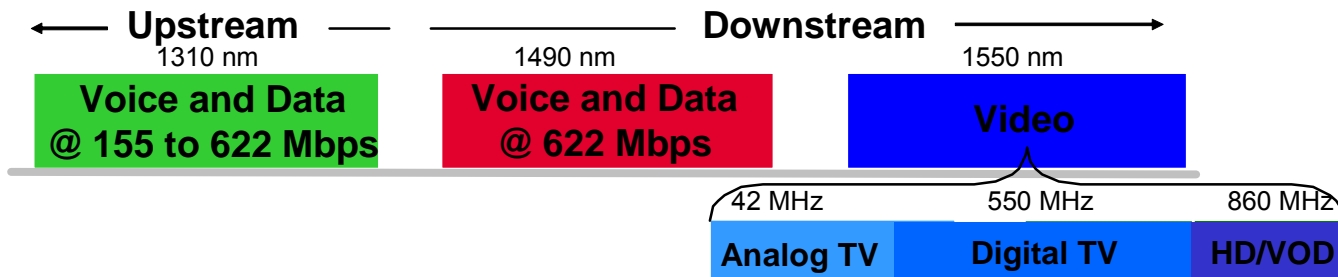 Upstream Downstream
1310 nm 1490 nm 1550 nm
Voice and Data
@ 155 to 622 Mbps
Voice and Data
@ 622 Mbps
Video
42 MHz 550 MHz 860 MHz
Analog TV Digital TV HD/VOD